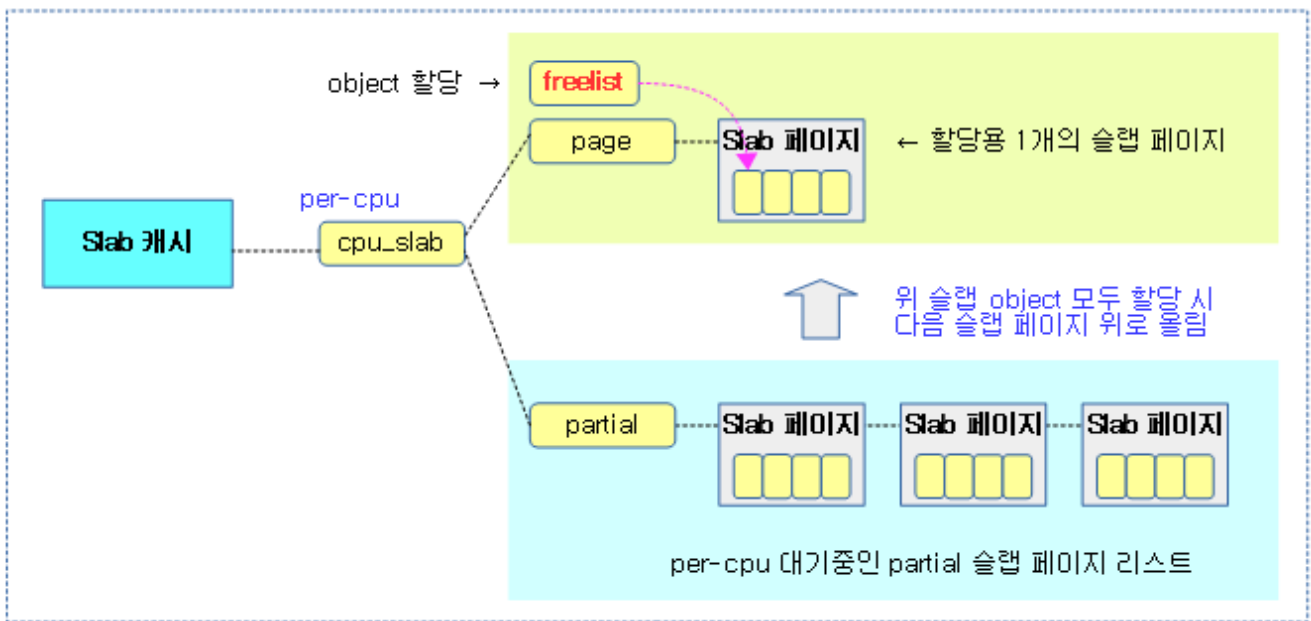 object 할당 →
freelist
page
Slab 페이지
← 할당용 1개의 슬랩 페이지
per-cpu
Slab 캐시
cpu_slab
위 슬랩 object 모두 할당 시
다음 슬랩 페이지 위로 올림
partial
Slab 페이지
Slab 페이지
Slab 페이지
per-cpu 대기중인 partial 슬랩 페이지 리스트